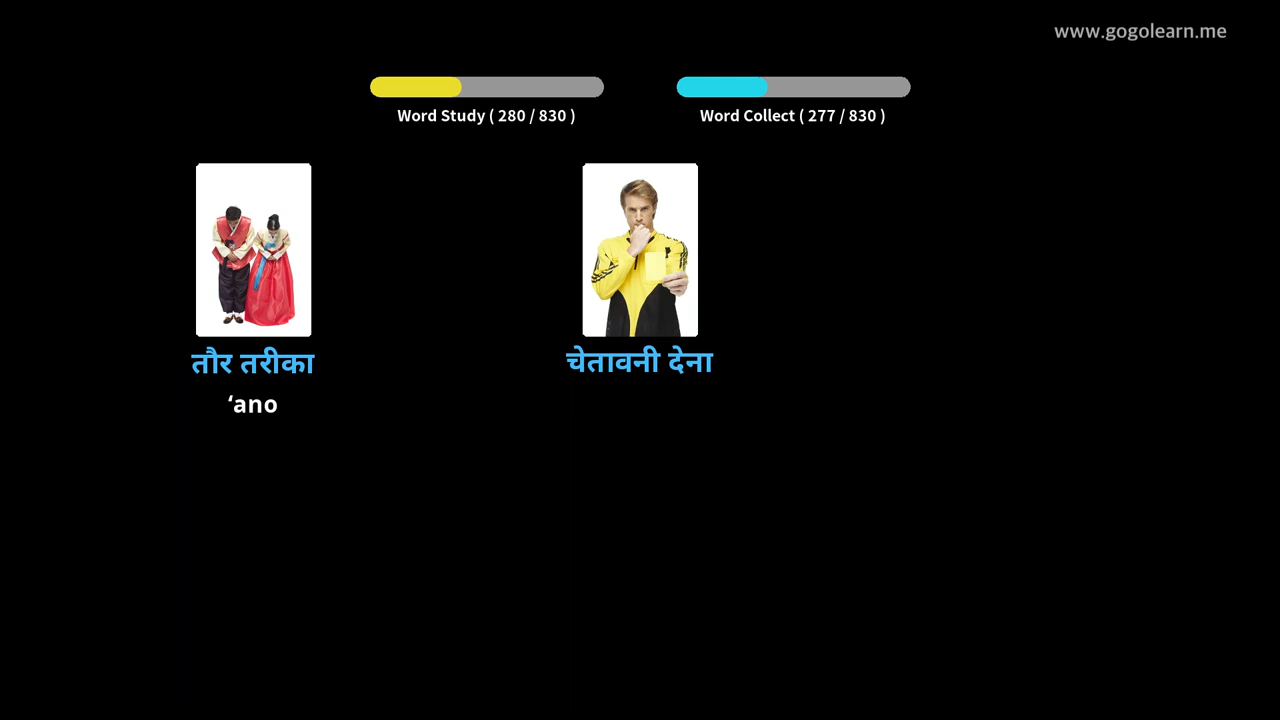 www.gogolearn.me
Word Study ( 280 / 830 )
Word Collect ( 277 / 830 )
तौर तरीका
चेतावनी देना
‘ano